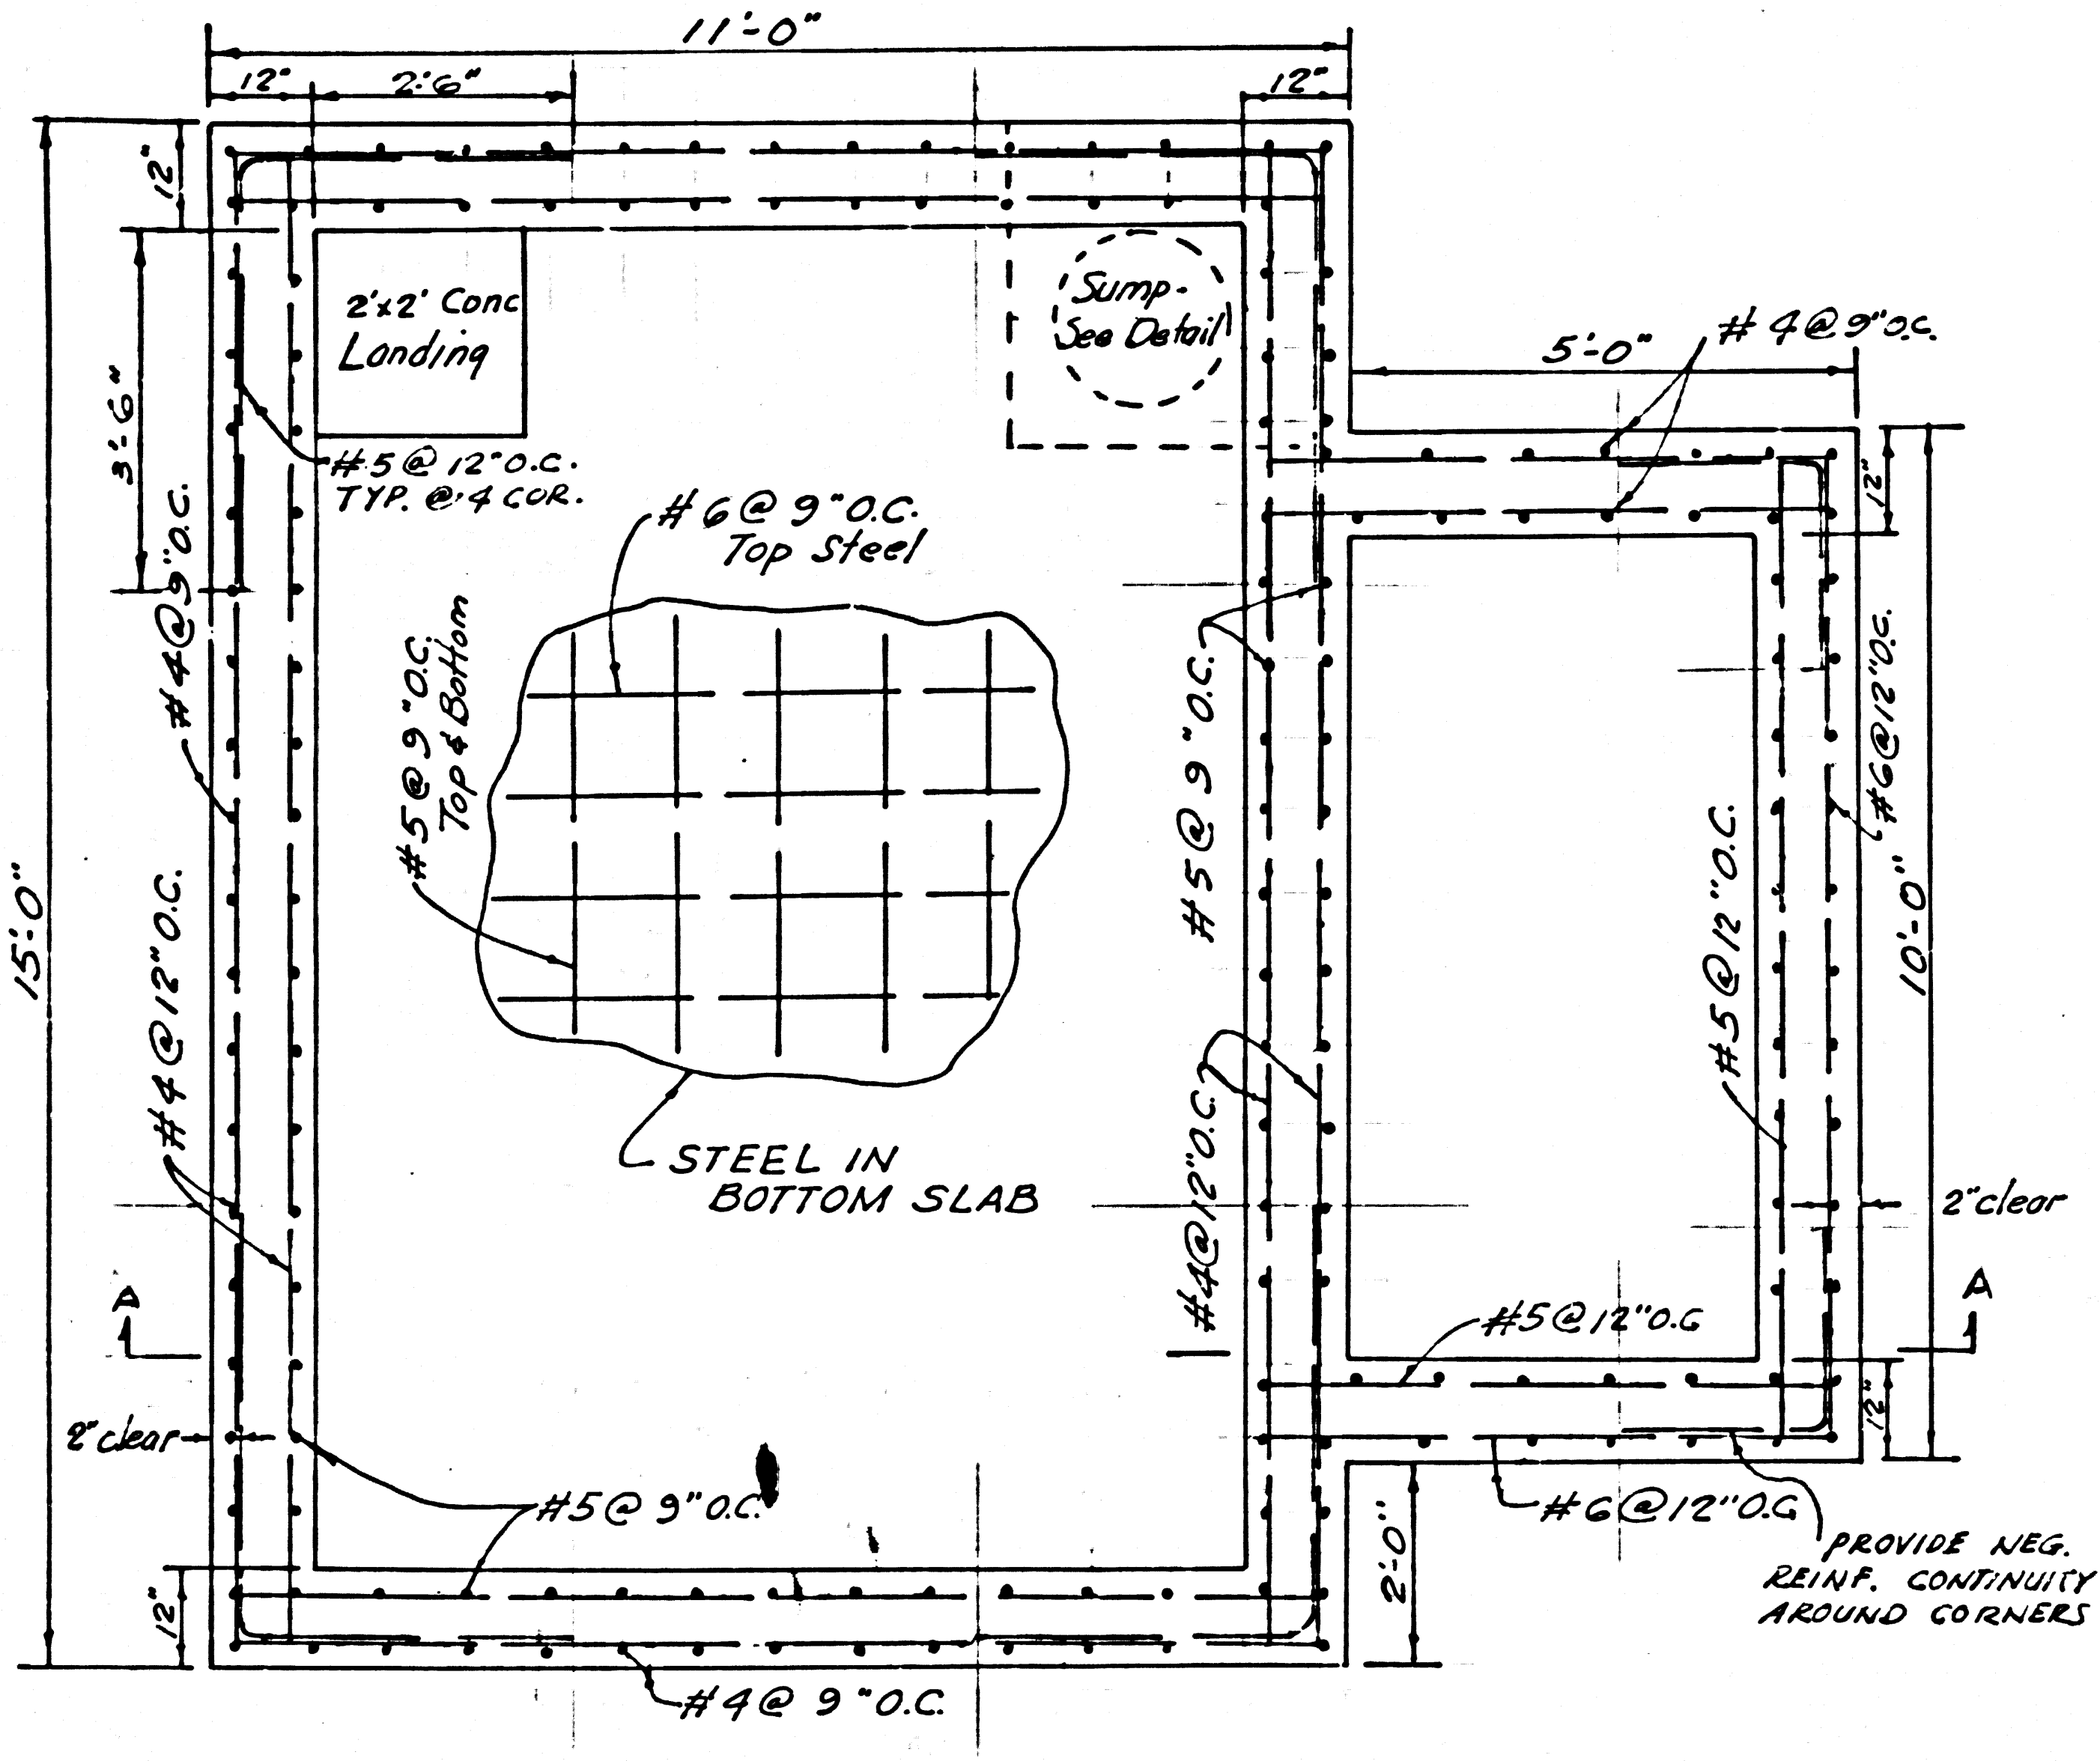 11'-0"
12"
2'-6"
12"
12"
2'x2' Conc
Landing
Sump-
See Detail
5'-0"
# 4@9"o.c.
3'-6"
12"
#5@12"O.C.
TYP. @ 4 COR.
#4@9"O.C.
#6@9"O.C.
Top Steel
#5@9"O.C.
Top & Bottom
#5@9"O.C.
#6@12"O.C.
#5@12"O.C.
15'-0"
10'-0"
#4@12"O.C.
STEEL IN
BOTTOM SLAB
#4@12"O.C.
2"clear
A
A
#5@12"O.C
2"clear
#5@9"O.C.
#6@12"O.C
12"
PROVIDE NEG.
REINF. CONTINUITY
AROUND CORNERS
2'-0"
12"
#4@9"O.C.